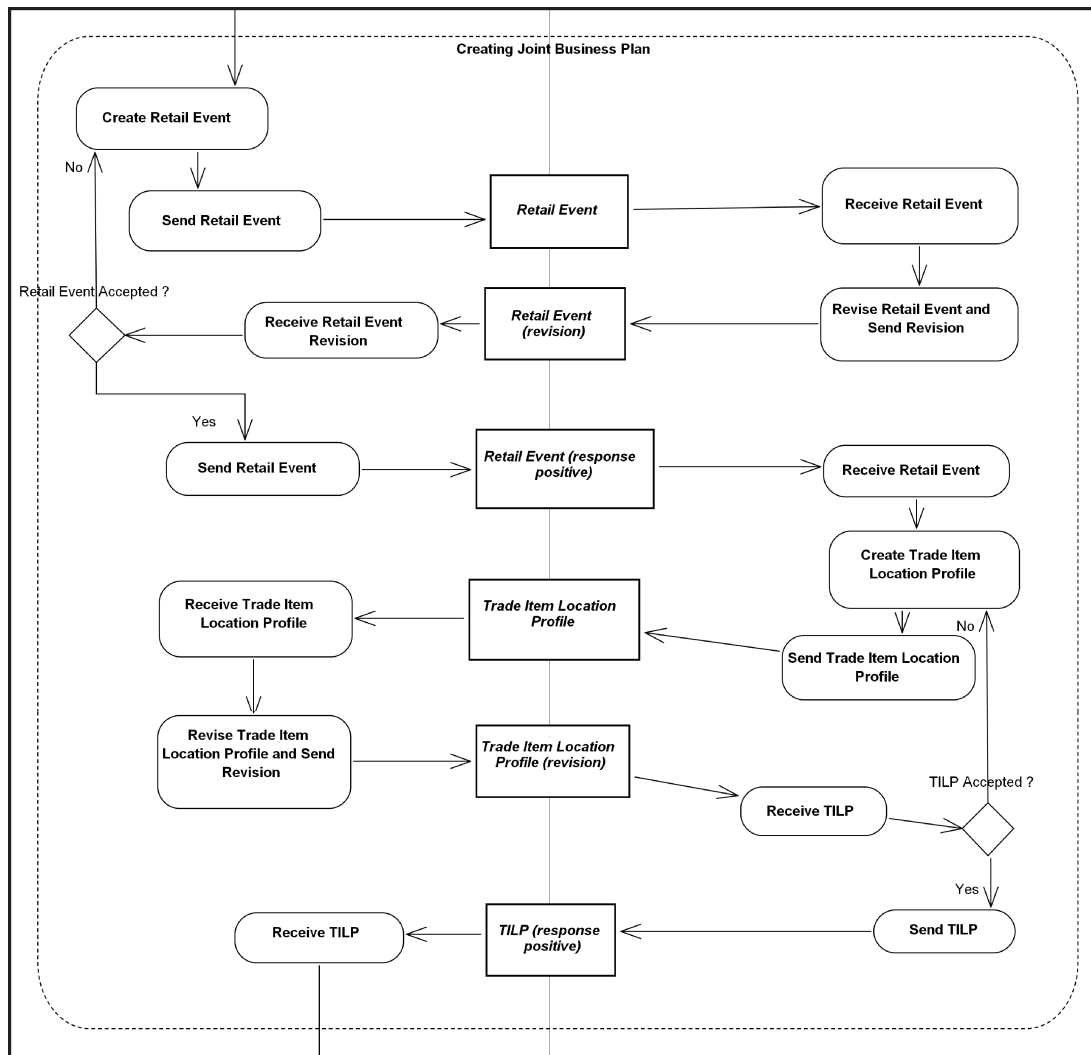 Creating Joint Business Plan
Create Retail Event
No
Send Retail Event
Retail Event
Receive Retail Event
Retail Event Accepted ?
Receive Retail Event
Revision
Retail Event
(revision)
Revise Retail Event and
Send Revision
Yes
Send Retail Event
Retail Event (response
positive)
Receive Retail Event
Create Trade Item
Location Profile
Receive Trade Item
Location Profile
Trade Item Location
Profile
No
Send Trade Item Location
Profile
Revise Trade Item
Location Profile and Send
Revision
Trade Item Location
Profile (revision)
TILP Accepted ?
Receive TILP
Yes
Receive TILP
TILP (response
positive)
Send TILP